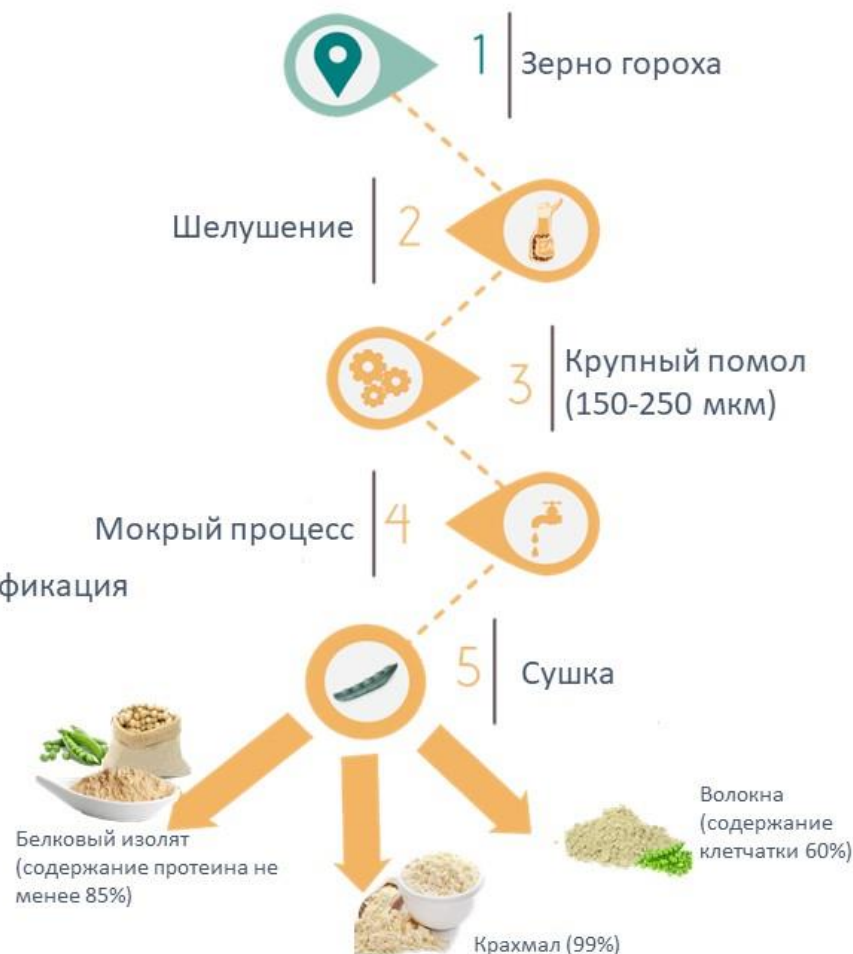 1
Зерно гороха
Шелушение
2
3
Крупный помол
(150-250 мкм)
Мокрый процесс
4
фикация
5
Сушка
Белковый изолят
(содержание протеина не
менее 85%)
Волокна
(содержание
клетчатки 60%)
Крахмал (99%)